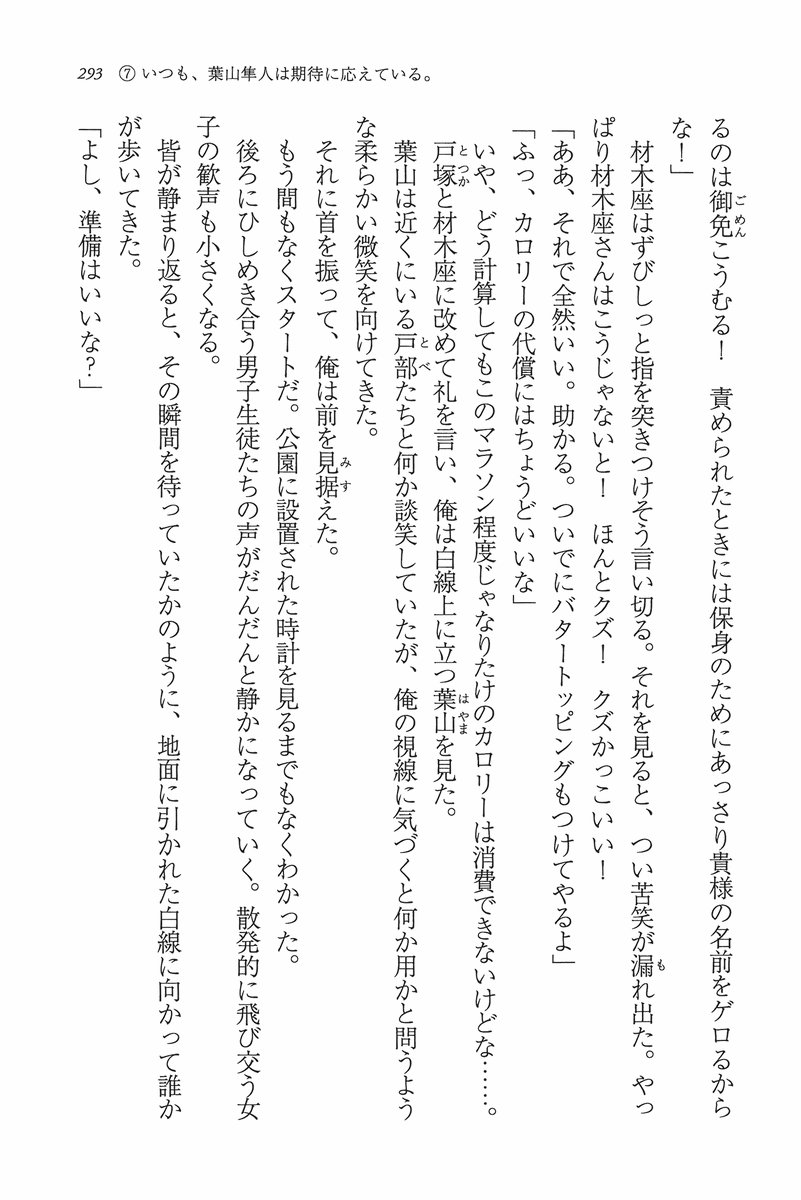 293 ⑦いつも、葉山隼人は期待に応えている。
るのは御免こうむる！　責められたときには保身のためにあっさり貴様の名前をゲロるから
な！」
材木座はずびしっと指を突きつけそう言い切る。それを見ると、つい苦笑が漏れ出た。やっ
ぱり材木座さんはこうじゃないと！　ほんとクズ！　クズかっこいい！
「ああ、それで全然いい。助かる。ついでにバタートッピングもつけてやるよ」
「ふっ、カロリーの代償にはちょうどいいな」
いや、どう計算してもこのマラソン程度じゃなりたけのカロリーは消費できないけどな……。
戸塚と材木座に改めて礼を言い、俺は白線上に立つ葉山を見た。
葉山は近くにいる戸部たちと何か談笑していたが、俺の視線に気づくと何か用かと問うよう
な柔らかい微笑を向けてきた。
それに首を振って、俺は前を見据えた。
もう間もなくスタートだ。公園に設置された時計を見るまでもなくわかった。
後ろにひしめき合う男子生徒たちの声がだんだんと静かになっていく。散発的に飛び交う女
子の歓声も小さくなる。
皆が静まり返ると、その瞬間を待っていたかのように、地面に引かれた白線に向かって誰か
が歩いてきた。
「よし、準備はいいな？」